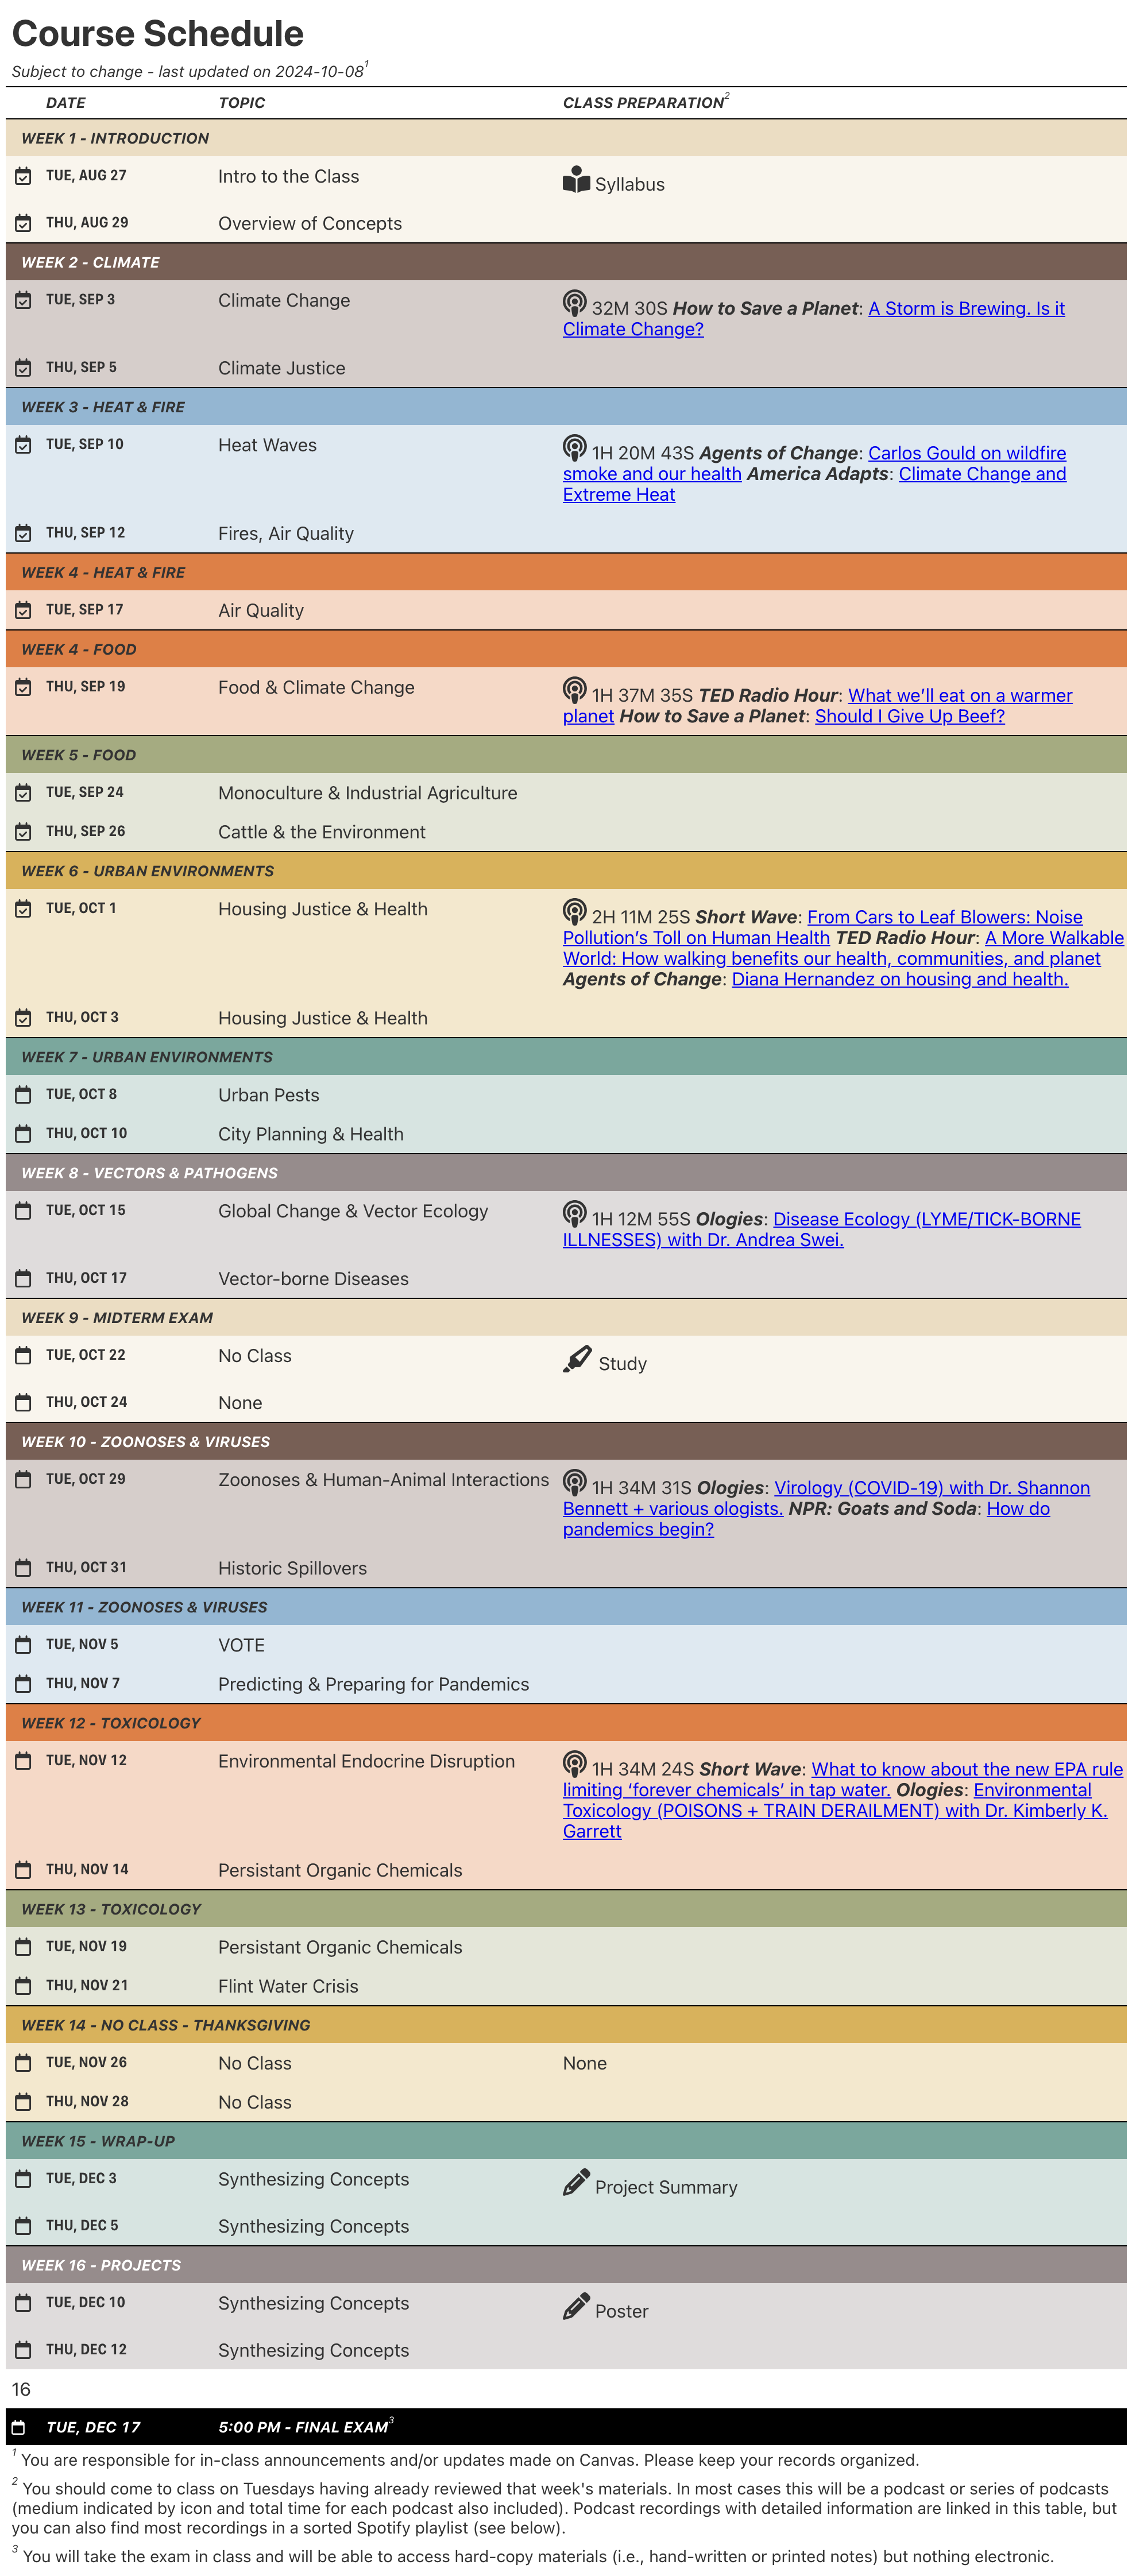 Course Schedule
Subject to change - last updated on 2024-10-08¹
DATE TOPIC CLASS PREPARATION²
WEEK 1 - INTRODUCTION
TUE, AUG 27 Intro to the Class Syllabus
THU, AUG 29 Overview of Concepts
WEEK 2 - CLIMATE
TUE, SEP 3 Climate Change 32M 30S How to Save a Planet: A Storm is Brewing. Is it
Climate Change?
THU, SEP 5 Climate Justice
WEEK 3 - HEAT & FIRE
TUE, SEP 10 Heat Waves 1H 20M 43S Agents of Change: Carlos Gould on wildfire
smoke and our health America Adapts: Climate Change and
Extreme Heat
THU, SEP 12 Fires, Air Quality
WEEK 4 - HEAT & FIRE
TUE, SEP 17 Air Quality
WEEK 4 - FOOD
THU, SEP 19 Food & Climate Change 1H 37M 35S TED Radio Hour: What we’ll eat on a warmer
planet How to Save a Planet: Should I Give Up Beef?
WEEK 5 - FOOD
TUE, SEP 24 Monoculture & Industrial Agriculture
THU, SEP 26 Cattle & the Environment
WEEK 6 - URBAN ENVIRONMENTS
TUE, OCT 1 Housing Justice & Health 2H 11M 25S Short Wave: From Cars to Leaf Blowers: Noise
Pollution’s Toll on Human Health TED Radio Hour: A More Walkable
World: How walking benefits our health, communities, and planet
Agents of Change: Diana Hernandez on housing and health.
THU, OCT 3 Housing Justice & Health
WEEK 7 - URBAN ENVIRONMENTS
TUE, OCT 8 Urban Pests
THU, OCT 10 City Planning & Health
WEEK 8 - VECTORS & PATHOGENS
TUE, OCT 15 Global Change & Vector Ecology 1H 12M 55S Ologies: Disease Ecology (LYME/TICK-BORNE
ILLNESSES) with Dr. Andrea Swei.
THU, OCT 17 Vector-borne Diseases
WEEK 9 - MIDTERM EXAM
TUE, OCT 22 No Class Study
THU, OCT 24 None
WEEK 10 - ZOONOSES & VIRUSES
TUE, OCT 29 Zoonoses & Human-Animal Interactions 1H 34M 31S Ologies: Virology (COVID-19) with Dr. Shannon
Bennett + various ologists. NPR: Goats and Soda: How do
pandemics begin?
THU, OCT 31 Historic Spillovers
WEEK 11 - ZOONOSES & VIRUSES
TUE, NOV 5 VOTE
THU, NOV 7 Predicting & Preparing for Pandemics
WEEK 12 - TOXICOLOGY
TUE, NOV 12 Environmental Endocrine Disruption 1H 34M 24S Short Wave: What to know about the new EPA rule
limiting ‘forever chemicals’ in tap water. Ologies: Environmental
Toxicology (POISONS + TRAIN DERAILMENT) with Dr. Kimberly K.
Garrett
THU, NOV 14 Persistant Organic Chemicals
WEEK 13 - TOXICOLOGY
TUE, NOV 19 Persistant Organic Chemicals
THU, NOV 21 Flint Water Crisis
WEEK 14 - NO CLASS - THANKSGIVING
TUE, NOV 26 No Class None
THU, NOV 28 No Class
WEEK 15 - WRAP-UP
TUE, DEC 3 Synthesizing Concepts Project Summary
THU, DEC 5 Synthesizing Concepts
WEEK 16 - PROJECTS
TUE, DEC 10 Synthesizing Concepts Poster
THU, DEC 12 Synthesizing Concepts
16
TUE, DEC 17 5:00 PM - FINAL EXAM³
¹ You are responsible for in-class announcements and/or updates made on Canvas. Please keep your records organized.
² You should come to class on Tuesdays having already reviewed that week's materials. In most cases this will be a podcast or series of podcasts
(medium indicated by icon and total time for each podcast also included). Podcast recordings with detailed information are linked in this table, but
you can also find most recordings in a sorted Spotify playlist (see below).
³ You will take the exam in class and will be able to access hard-copy materials (i.e., hand-written or printed notes) but nothing electronic.